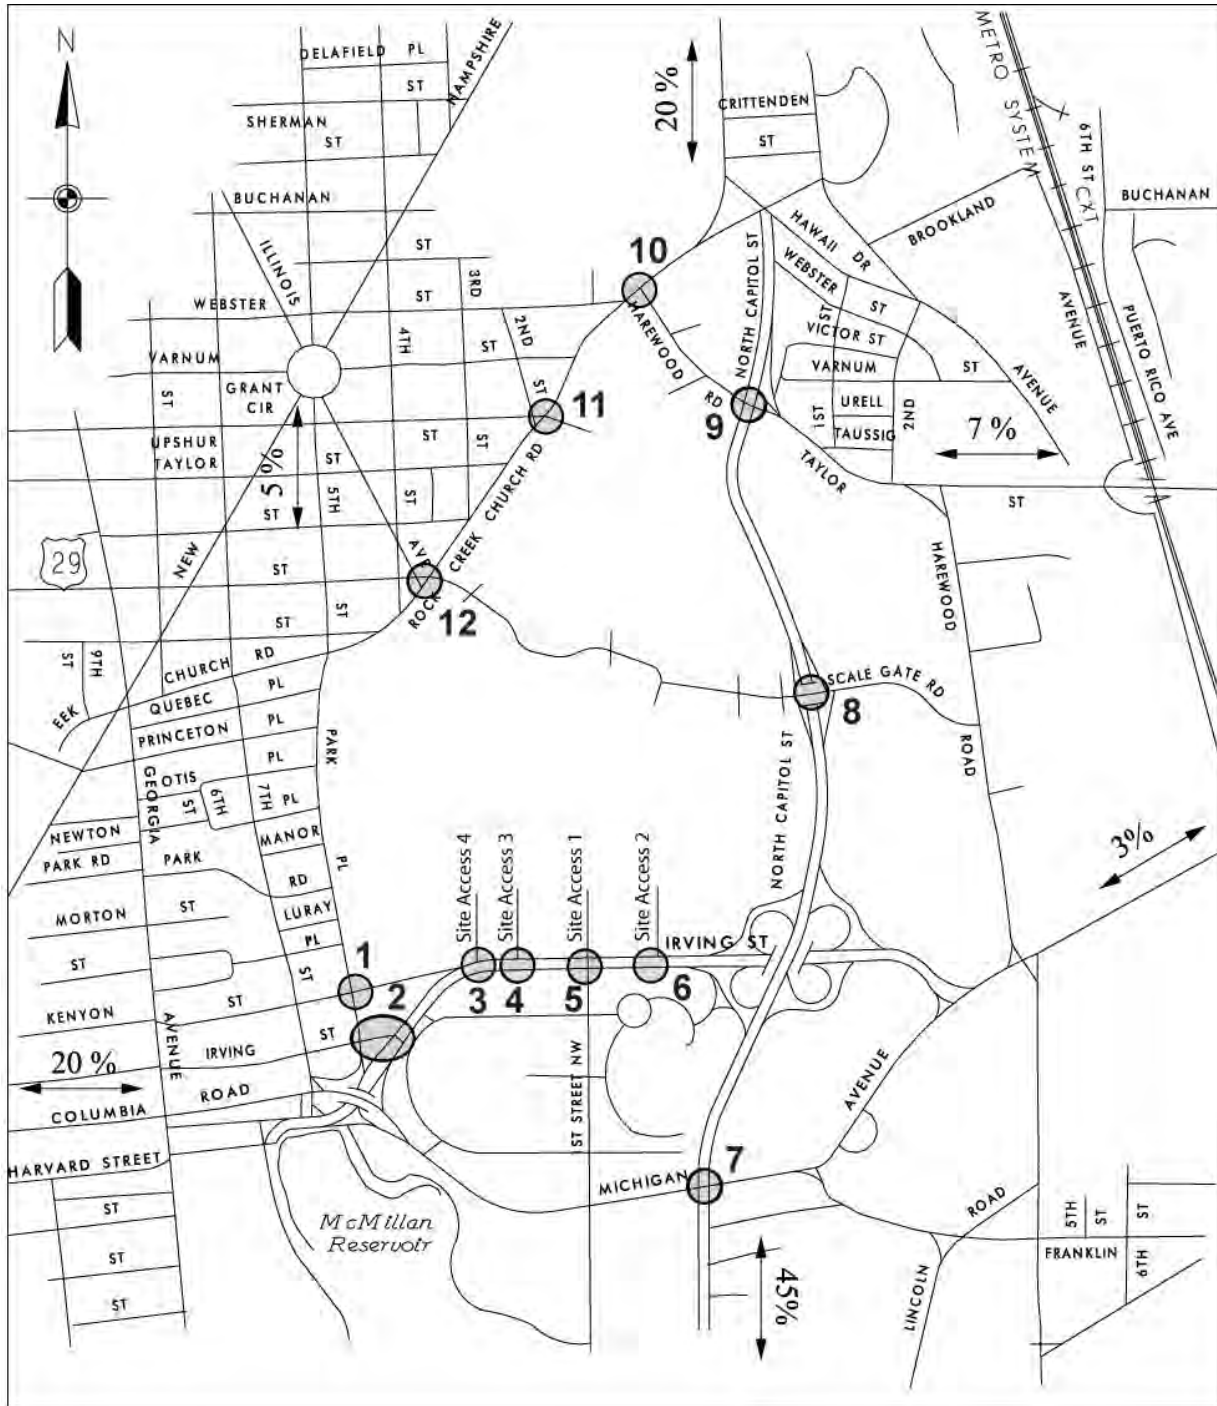 N
DELAFIELD PL
ST
HAMPSHIRE
SHERMAN
ST
BUCHANAN
ST
ILLINOIS
WEBSTER
ST
3RD
4TH
2ND
ST
ST
VARNUM
ST
GRANT
CIR
UPSHUR
TAYLOR
ST
ST
ST
5%
5TH
ST
ST
NEW
29
ST
AVE
ROCK CREEK CHURCH RD
ST
ST
12
11
10
20 %
CRITTENDEN
ST
METRO SYSTEM
6TH ST
CXT
BUCHANAN
BROOKLAND
AVENUE
HAWAII DR
WEBSTER
ST
NORTH CAPITOL ST
ST
VICTOR ST
VARNUM
ST
1ST
URELL
2ND
TAUSSIG
AVENUE
PUERTO RICO AVE
HAREWOOD
RD
9
7 %
TAYLOR
ST
HAREWOOD
ROAD
SCALE GATE RD
8
NORTH CAPITOL ST
9TH
ST
EEK
CHURCH RD
QUEBEC PL
PRINCETON PL
GEORGIA
AVENUE
OTIS PL
ST
6TH
7TH
PL
PARK
PL
NEWTON
PARK RD
PARK
MANOR
RD
MORTON ST
LURAY
PL
ST
ST
KENYON ST
IRVING ST
20 %
COLUMBIA ROAD
HARVARD STREET
ST
ST
ST
1
2
Site Access 4
Site Access 3
Site Access 1
Site Access 2
3
4
5
6
IRVING ST
3%
1ST STREET NW
MICHIGAN
AVENUE
7
45%
McMillan
Reservoir
ROAD
LINCOLN
5TH
ST
ST
FRANKLIN
6TH